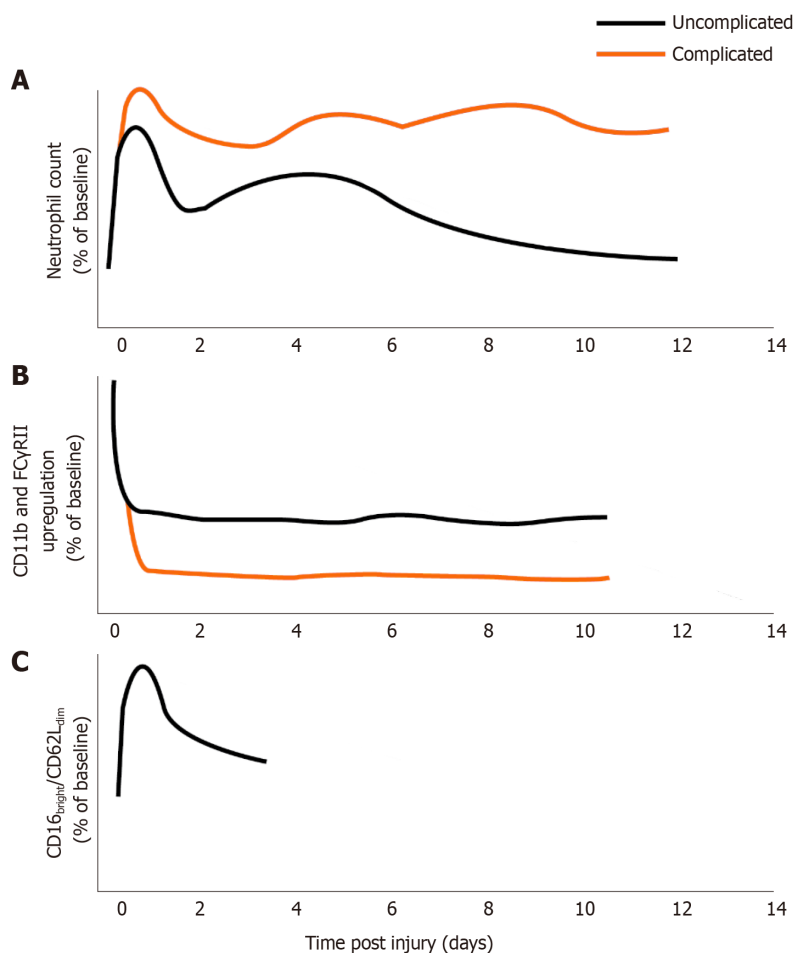 Uncomplicated
Complicated
A
Neutrophil count
(% of baseline)
0 2 4 6 8 10 12 14
B
CD11b and FCγRII
upregulation
(% of baseline)
0 2 4 6 8 10 12 14
C
CD16bright/CD62Ldim
(% of baseline)
0 2 4 6 8 10 12 14
Time post injury (days)